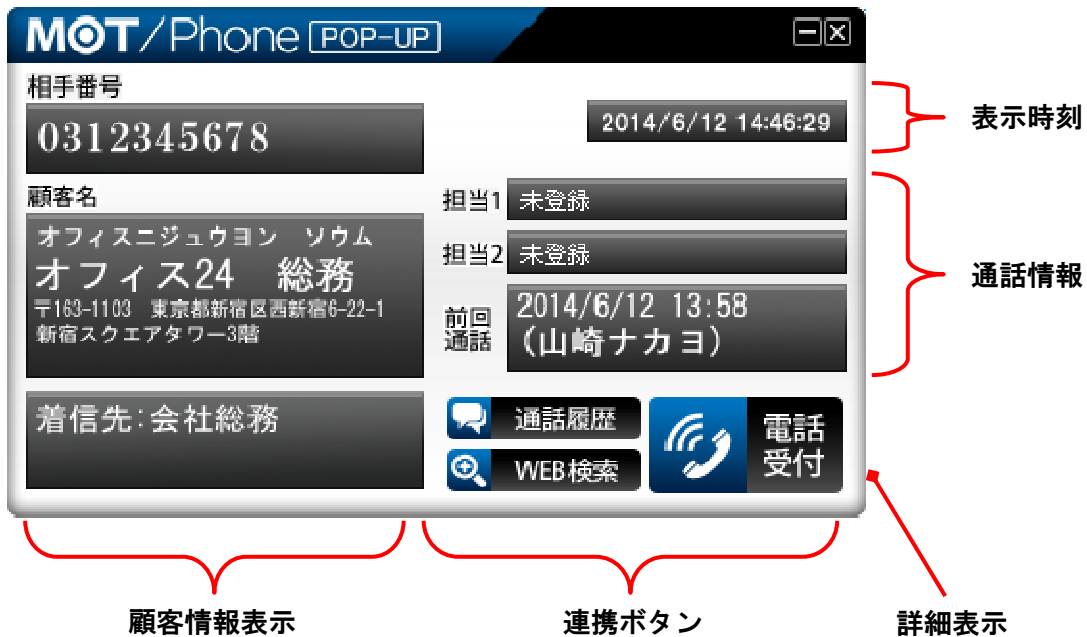 MOT/Phone POP-UP
相手番号
0312345678
2014/6/12 14:46:29
表示時刻
顧客名
オフィスニジュウヨン ソウム
オフィス24 総務
〒163-1103 東京都新宿区西新宿6-22-1
新宿スクエアタワー3階
担当1 未登録
担当2 未登録
前回
通話
2014/6/12 13:58
(山崎ナカヨ)
通話情報
着信先:会社総務
通話履歴
WEB検索
電話
受付
顧客情報表示
連携ボタン
詳細表示